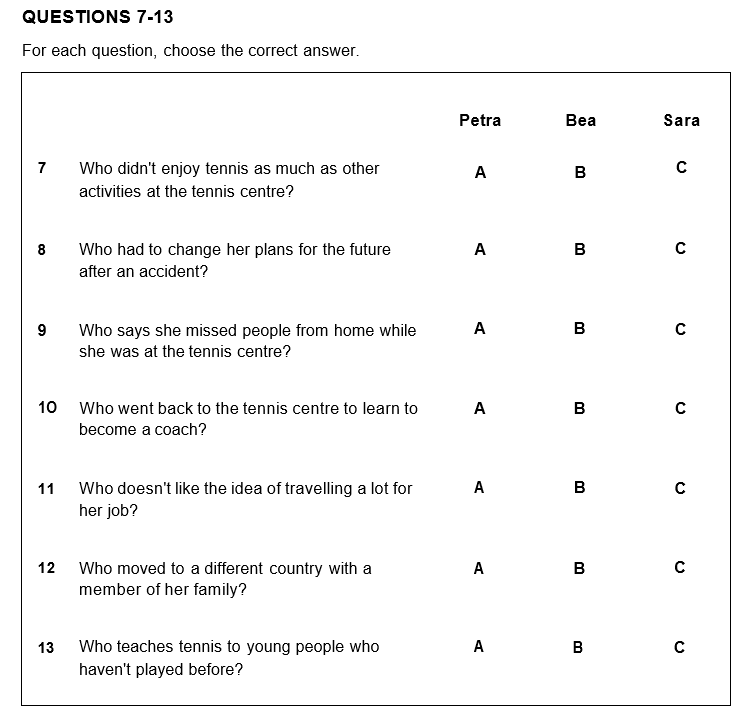 QUESTIONS 7-13
For each question, choose the correct answer.
Petra Bea Sara
7 Who didn't enjoy tennis as much as other A B C
activities at the tennis centre?
8 Who had to change her plans for the future A B C
after an accident?
9 Who says she missed people from home while A B C
she was at the tennis centre?
10 Who went back to the tennis centre to learn to A B C
become a coach?
11 Who doesn't like the idea of travelling a lot for A B C
her job?
12 Who moved to a different country with a A B C
member of her family?
13 Who teaches tennis to young people who A B C
haven't played before?